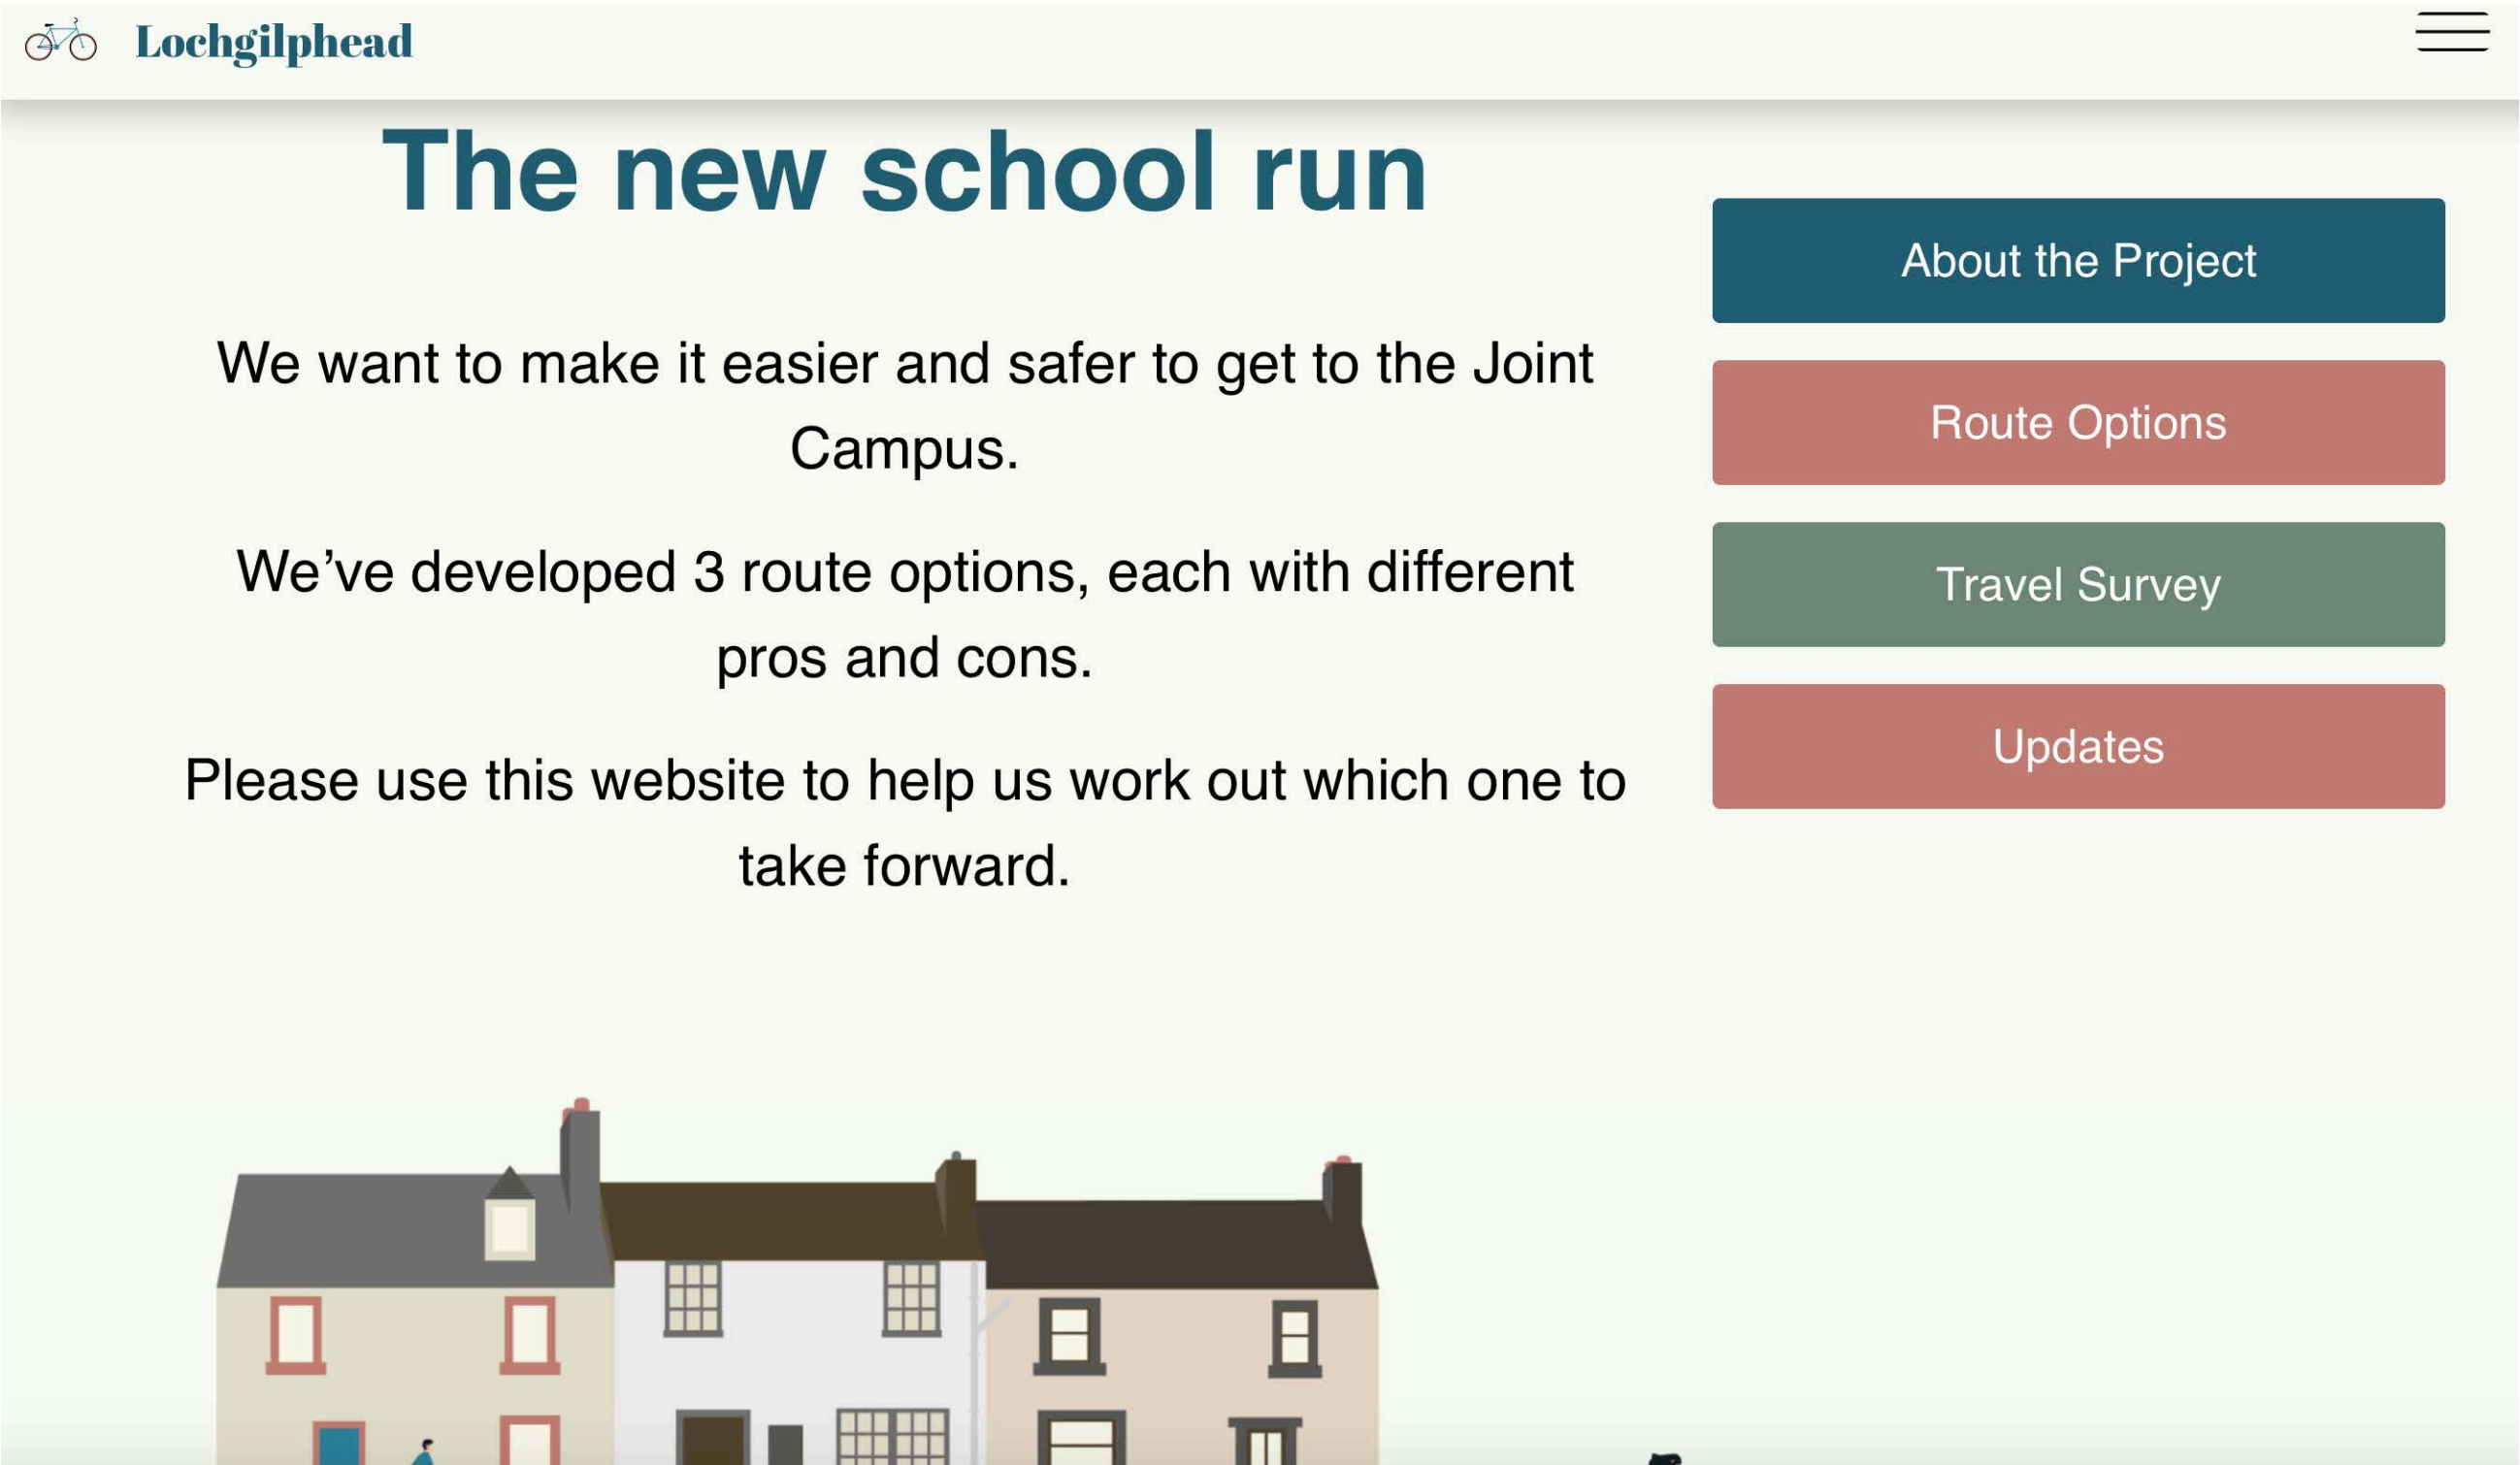 Lochgilphead
The new school run
We want to make it easier and safer to get to the Joint
Campus.
We’ve developed 3 route options, each with different
pros and cons.
Please use this website to help us work out which one to
take forward.
About the Project
Route Options
Travel Survey
Updates